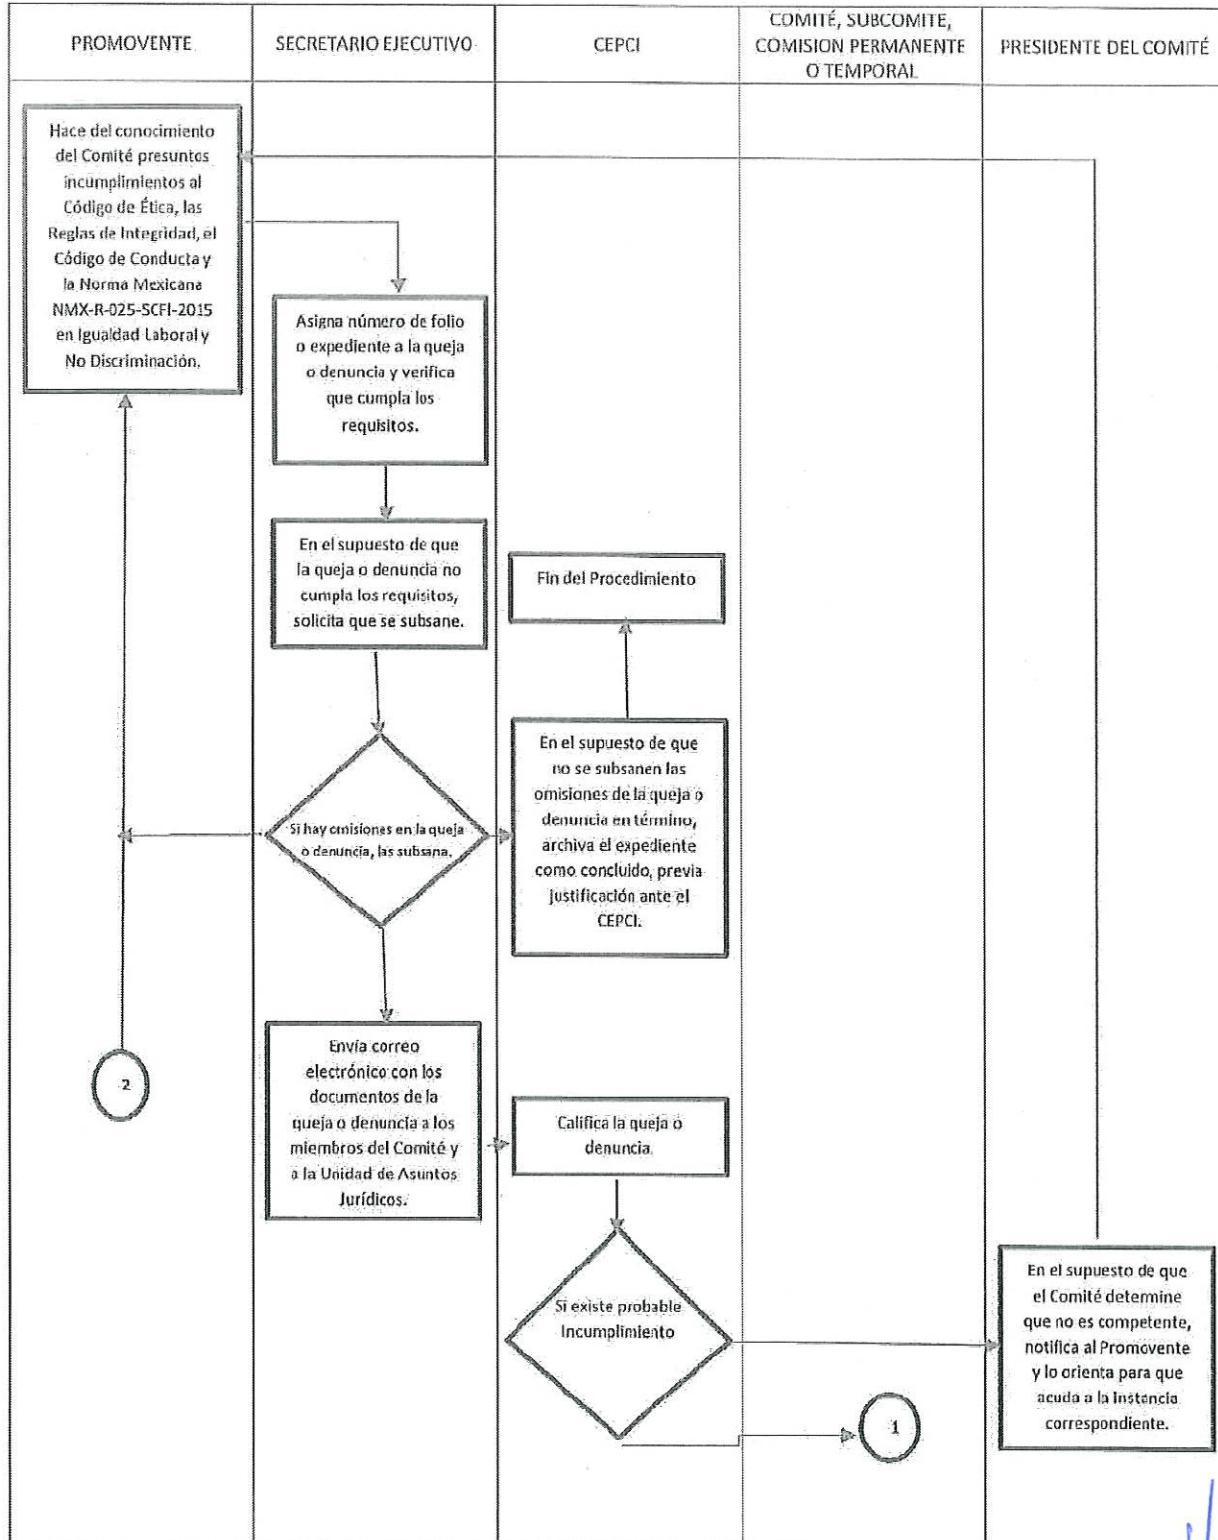 PROMOVENTE
SECRETARIO EJECUTIVO
CEPCI
COMITÉ, SUBCOMITE,
COMISION PERMANENTE
O TEMPORAL
PRESIDENTE DEL COMITÉ
Hace del conocimiento
del Comité presuntos
incumplimientos al
Código de Ética, las
Reglas de Integridad, el
Código de Conducta y
la Norma Mexicana
NMX-R-025-SCFI-2015
en Igualdad Laboral y
No Discriminación.
Asigna número de folio
o expediente a la queja
o denuncia y verifica
que cumpla los
requisitos.
En el supuesto de que
la queja o denuncia no
cumpla los requisitos,
solicita que se subsane.
Fin del Procedimiento
Si hay omisiones en la queja
o denuncia, las subsana.
En el supuesto de que
no se subsanen las
omisiones de la queja o
denuncia en término,
archiva el expediente
como concluido, previa
justificación ante el
CEPCI.
2
Envía correo
electrónico con los
documentos de la
queja o denuncia a los
miembros del Comité y
a la Unidad de Asuntos
Jurídicos.
Califica la queja o
denuncia.
Si existe probable
Incumplimiento
1
En el supuesto de que
el Comité determine
que no es competente,
notifica al Promovente
y lo orienta para que
acuda a la instancia
correspondiente.